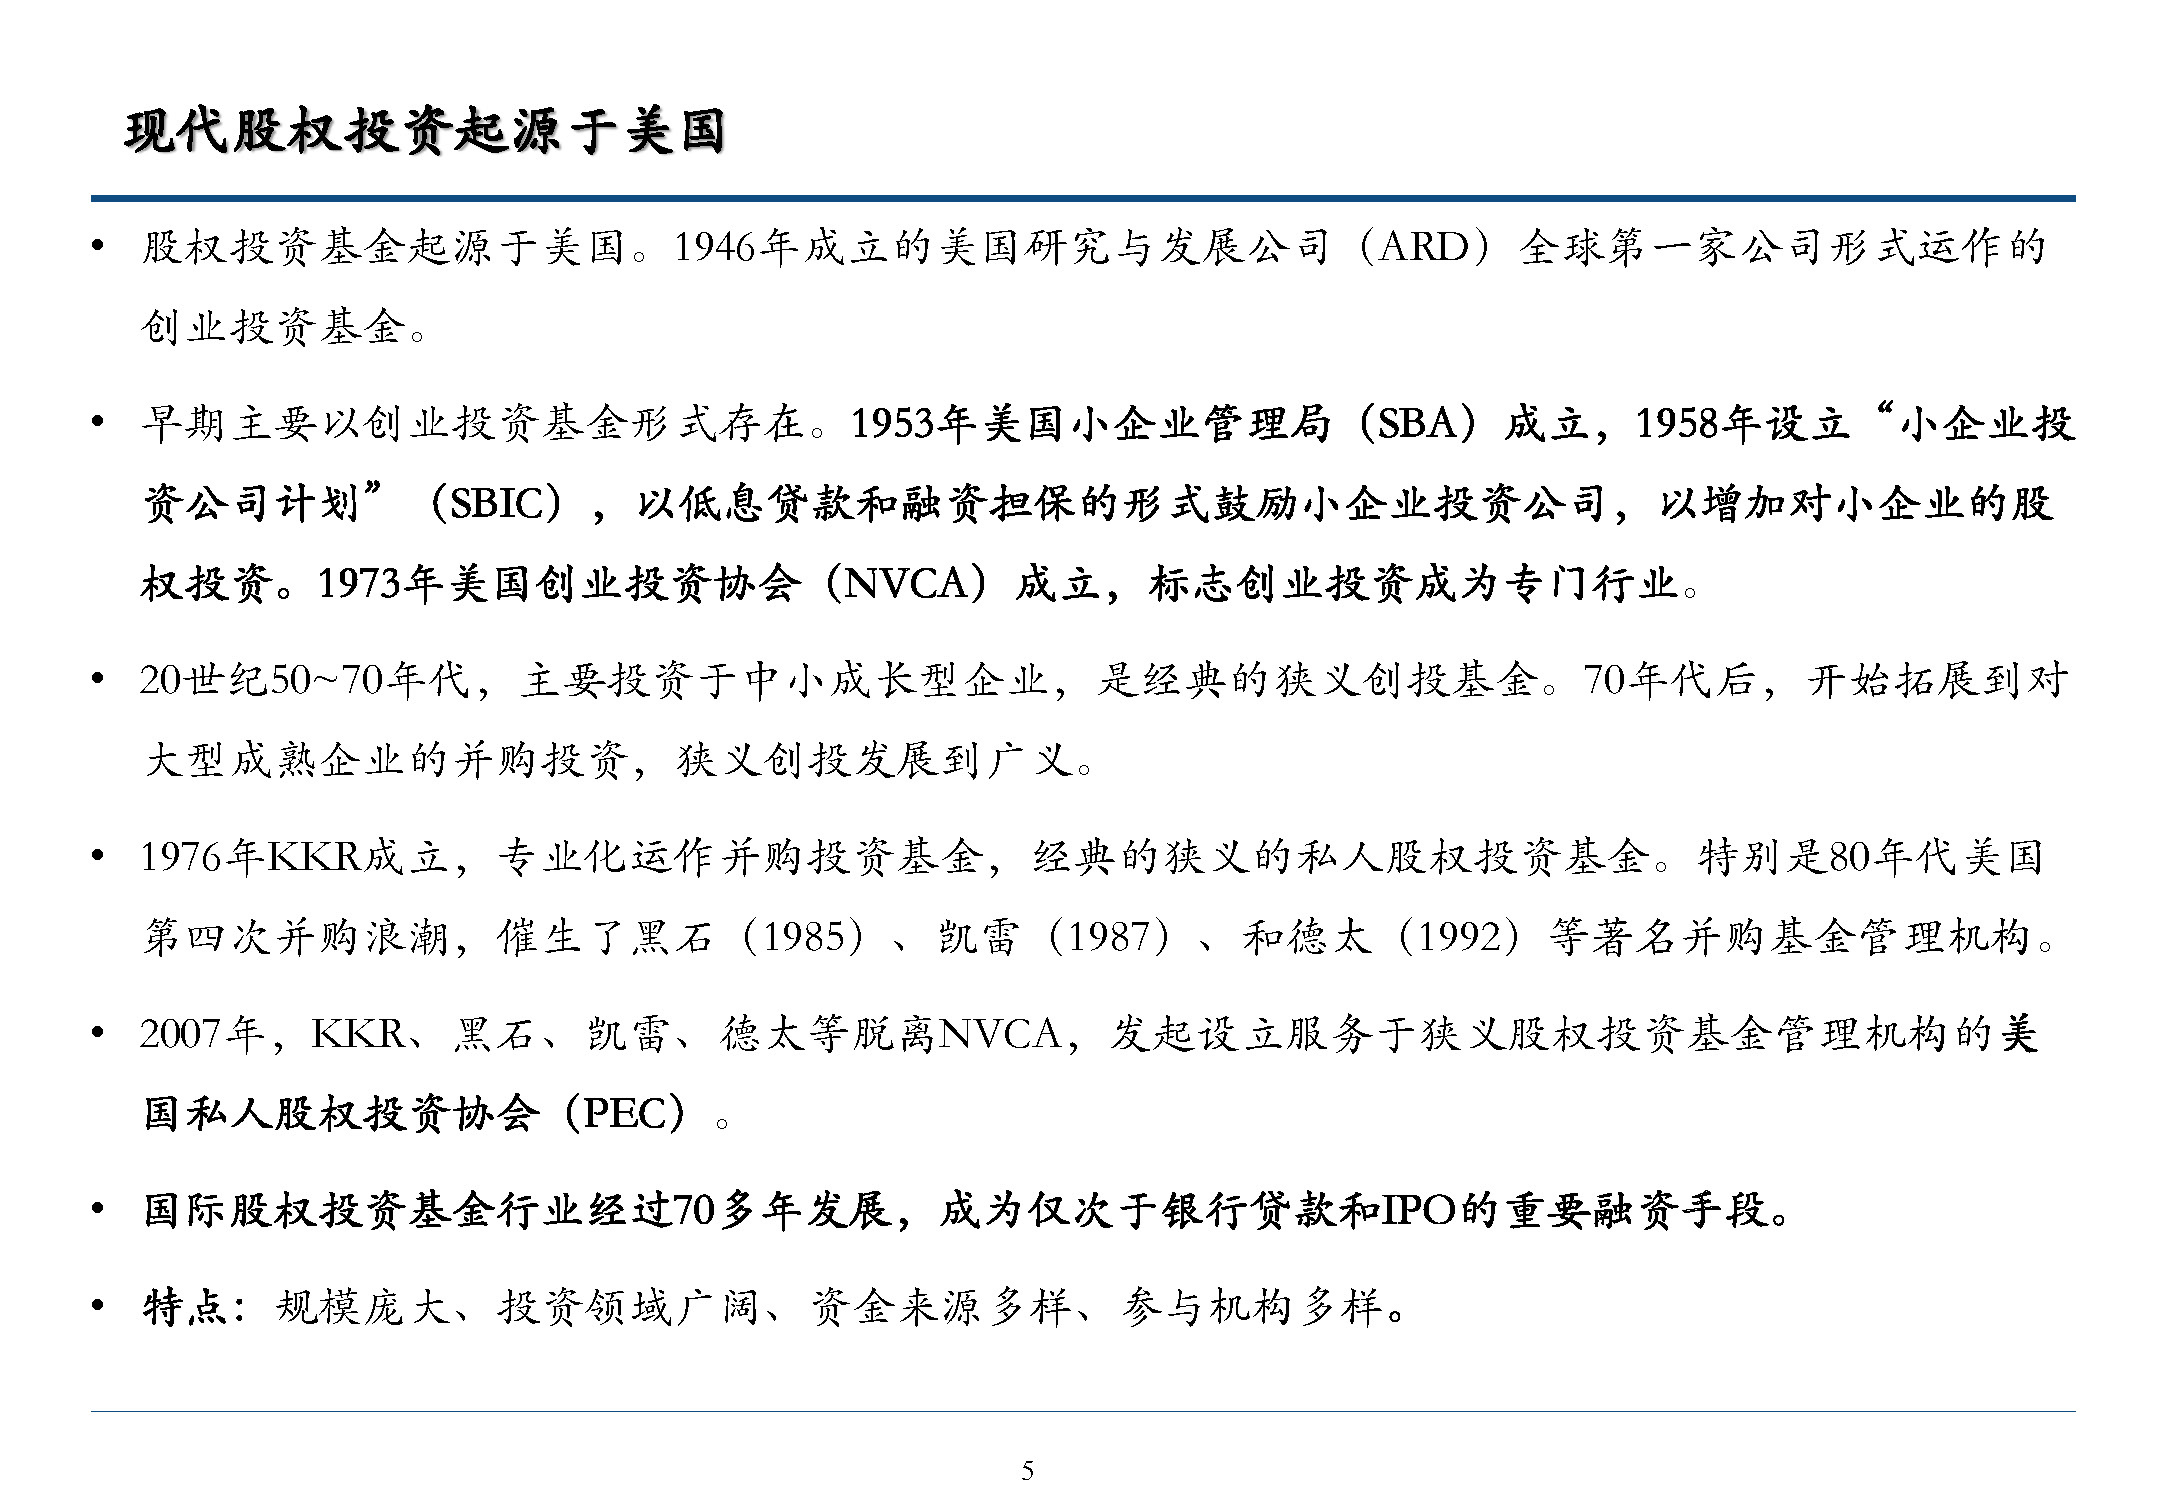 现代股权投资起源于美国
• 股权投资基金起源于美国。1946年成立的美国研究与发展公司（ARD）全球第一家公司形式运作的
创业投资基金。
• 早期主要以创业投资基金形式存在。1953年美国小企业管理局（SBA）成立，1958年设立“小企业投
资公司计划”（SBIC），以低息贷款和融资担保的形式鼓励小企业投资公司，以增加对小企业的股
权投资。1973年美国创业投资协会（NVCA）成立，标志创业投资成为专门行业。
• 20世纪50~70年代，主要投资于中小成长型企业，是经典的狭义创投基金。70年代后，开始拓展到对
大型成熟企业的并购投资，狭义创投发展到广义。
• 1976年KKR成立，专业化运作并购投资基金，经典的狭义的私人股权投资基金。特别是80年代美国
第四次并购浪潮，催生了黑石（1985）、凯雷（1987）、和德太（1992）等著名并购基金管理机构。
• 2007年，KKR、黑石、凯雷、德太等脱离NVCA，发起设立服务于狭义股权投资基金管理机构的美
国私人股权投资协会（PEC）。
• 国际股权投资基金行业经过70多年发展，成为仅次于银行贷款和IPO的重要融资手段。
• 特点：规模庞大、投资领域广阔、资金来源多样、参与机构多样。
5